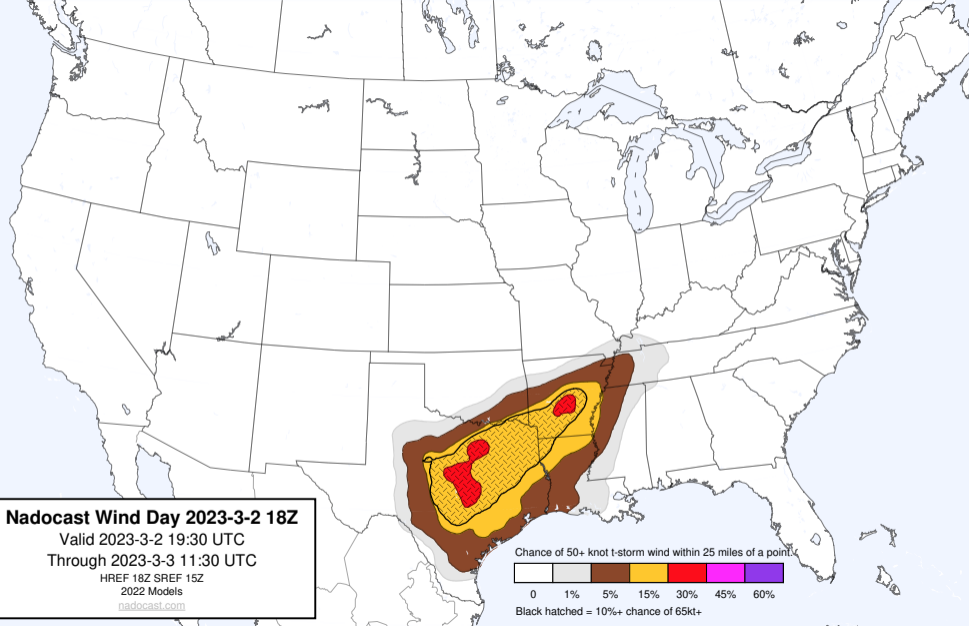 Nadocast Wind Day 2023-3-2 18Z
Valid 2023-3-2 19:30 UTC
Through 2023-3-3 11:30 UTC
HREF 18Z SREF 15Z
2022 Models
nadocast.com
Chance of 50+ knot t-storm wind within 25 miles of a point.
0 1% 5% 15% 30% 45% 60%
Black hatched = 10%+ chance of 65kt+